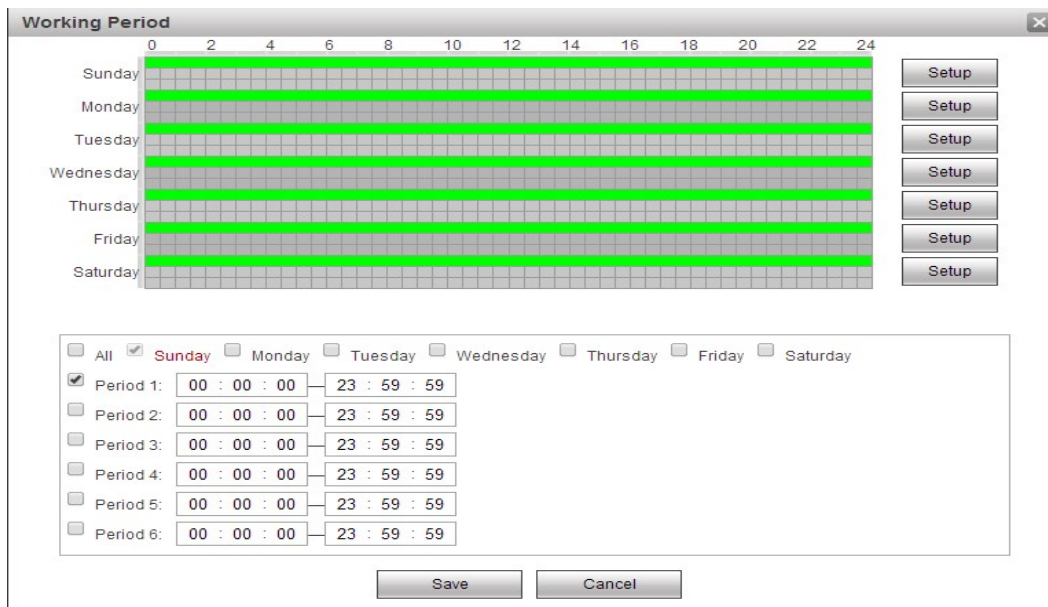 Working Period
0 2 4 6 8 10 12 14 16 18 20 22 24
Sunday Setup
Monday Setup
Tuesday Setup
Wednesday Setup
Thursday Setup
Friday Setup
Saturday Setup
All Sunday Monday Tuesday Wednesday Thursday Friday Saturday
Period 1: 00 : 00 : 00 — 23 : 59 : 59
Period 2: 00 : 00 : 00 — 23 : 59 : 59
Period 3: 00 : 00 : 00 — 23 : 59 : 59
Period 4: 00 : 00 : 00 — 23 : 59 : 59
Period 5: 00 : 00 : 00 — 23 : 59 : 59
Period 6: 00 : 00 : 00 — 23 : 59 : 59
Save Cancel